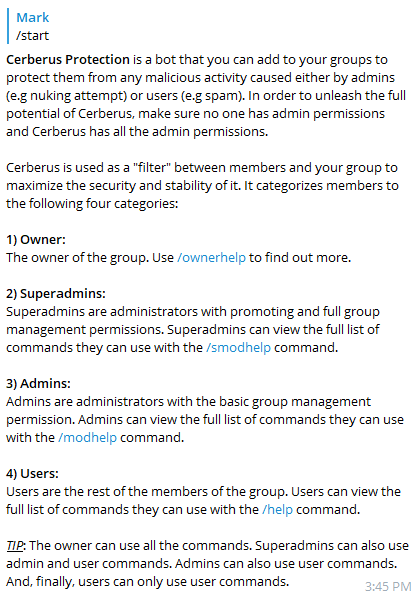 Mark
/start
Cerberus Protection is a bot that you can add to your groups to
protect them from any malicious activity caused either by admins
(e.g nuking attempt) or users (e.g spam). In order to unleash the full
potential of Cerberus, make sure no one has admin permissions
and Cerberus has all the admin permissions.
Cerberus is used as a "filter" between members and your group to
maximize the security and stability of it. It categorizes members to
the following four categories:
1) Owner:
The owner of the group. Use /ownerhelp to find out more.
2) Superadmins:
Superadmins are administrators with promoting and full group
management permissions. Superadmins can view the full list of
commands they can use with the /smodhelp command.
3) Admins:
Admins are administrators with the basic group management
permission. Admins can view the full list of commands they can use
with the /modhelp command.
4) Users:
Users are the rest of the members of the group. Users can view the
full list of commands they can use with the /help command.
TIP: The owner can use all the commands. Superadmins can also use
admin and user commands. Admins can also use user commands.
And, finally, users can only use user commands.
3:45 PM